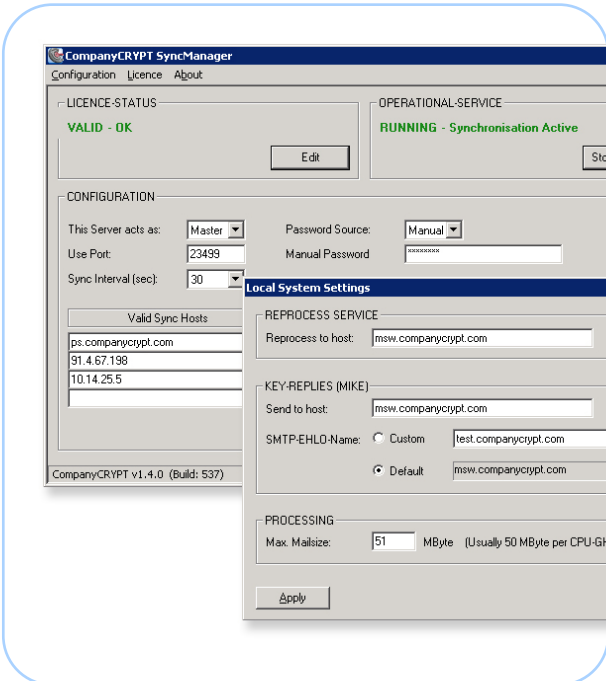 CompanyCRYPT SyncManager
Configuration Licence About
LICENCE-STATUS
VALID - OK
Edit
OPERATIONAL-SERVICE
RUNNING - Synchronisation Active
CONFIGURATION
This Server acts as: Master
Password Source: Manual
Use Port: 23499
Manual Password ********
Sync Interval (sec): 30
Valid Sync Hosts
ps.companycrypt.com
91.4.67.198
10.14.25.5
CompanyCRYPT v1.4.0 (Build: 537)
Local System Settings
REPROCESS SERVICE
Reprocess to host: msw.companycrypt.com
KEY-REPLIES (MIKE)
Send to host: msw.companycrypt.com
SMTP-EHLO-Name: Custom test.companycrypt.com
Default msw.companycrypt.com
PROCESSING
Max. Mailsize: 51 MByte (Usually 50 MByte per
Apply